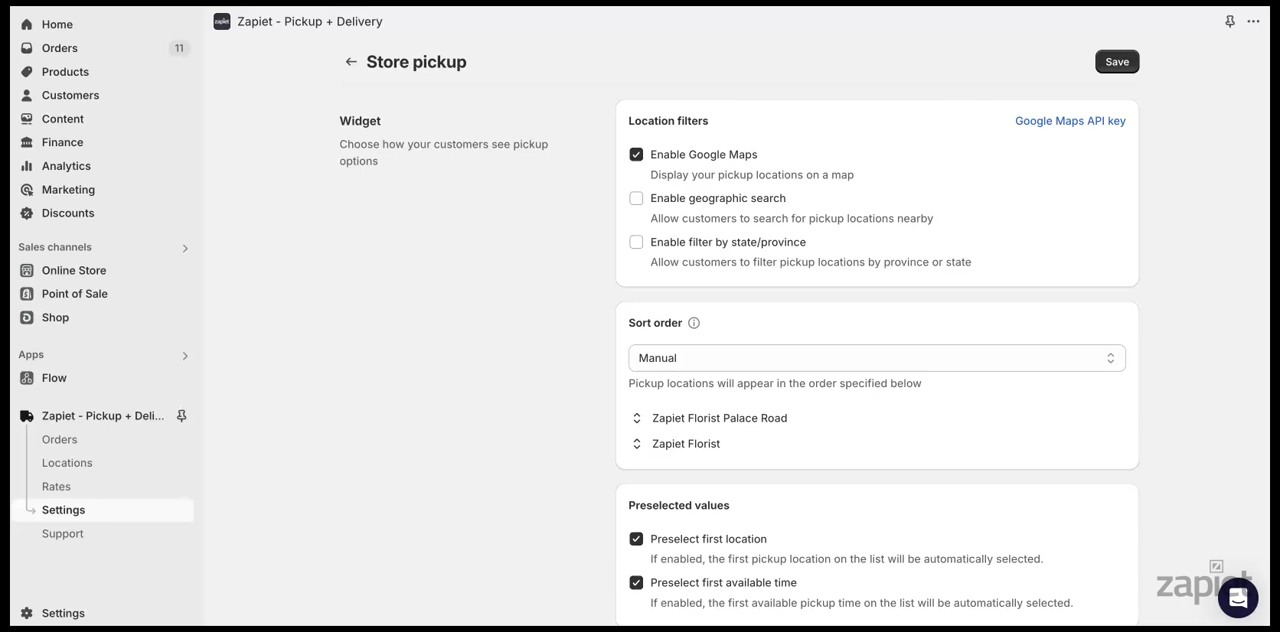 Home
Orders 11
Products
Customers
Content
Finance
Analytics
Marketing
Discounts
Sales channels
Online Store
Point of Sale
Shop
Apps
Flow
Zapiet - Pickup + Deli...
Orders
Locations
Rates
Settings
Support
Settings
zapiet Zapiet - Pickup + Delivery
Store pickup
Save
Widget
Choose how your customers see pickup
options
Location filters
Google Maps API key
Enable Google Maps
Display your pickup locations on a map
Enable geographic search
Allow customers to search for pickup locations nearby
Enable filter by state/province
Allow customers to filter pickup locations by province or state
Sort order
Manual
Pickup locations will appear in the order specified below
Zapiet Florist Palace Road
Zapiet Florist
Preselected values
Preselect first location
If enabled, the first pickup location on the list will be automatically selected.
Preselect first available time
If enabled, the first available pickup time on the list will be automatically selected.
zapiet